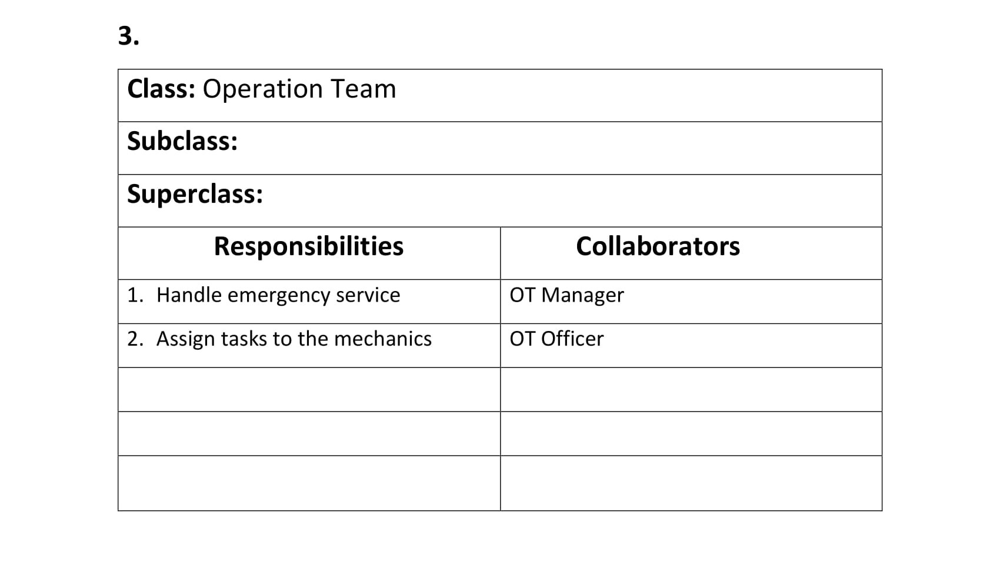 3.
Class: Operation Team
Subclass:
Superclass:
Responsibilities Collaborators
1. Handle emergency service OT Manager
2. Assign tasks to the mechanics OT Officer